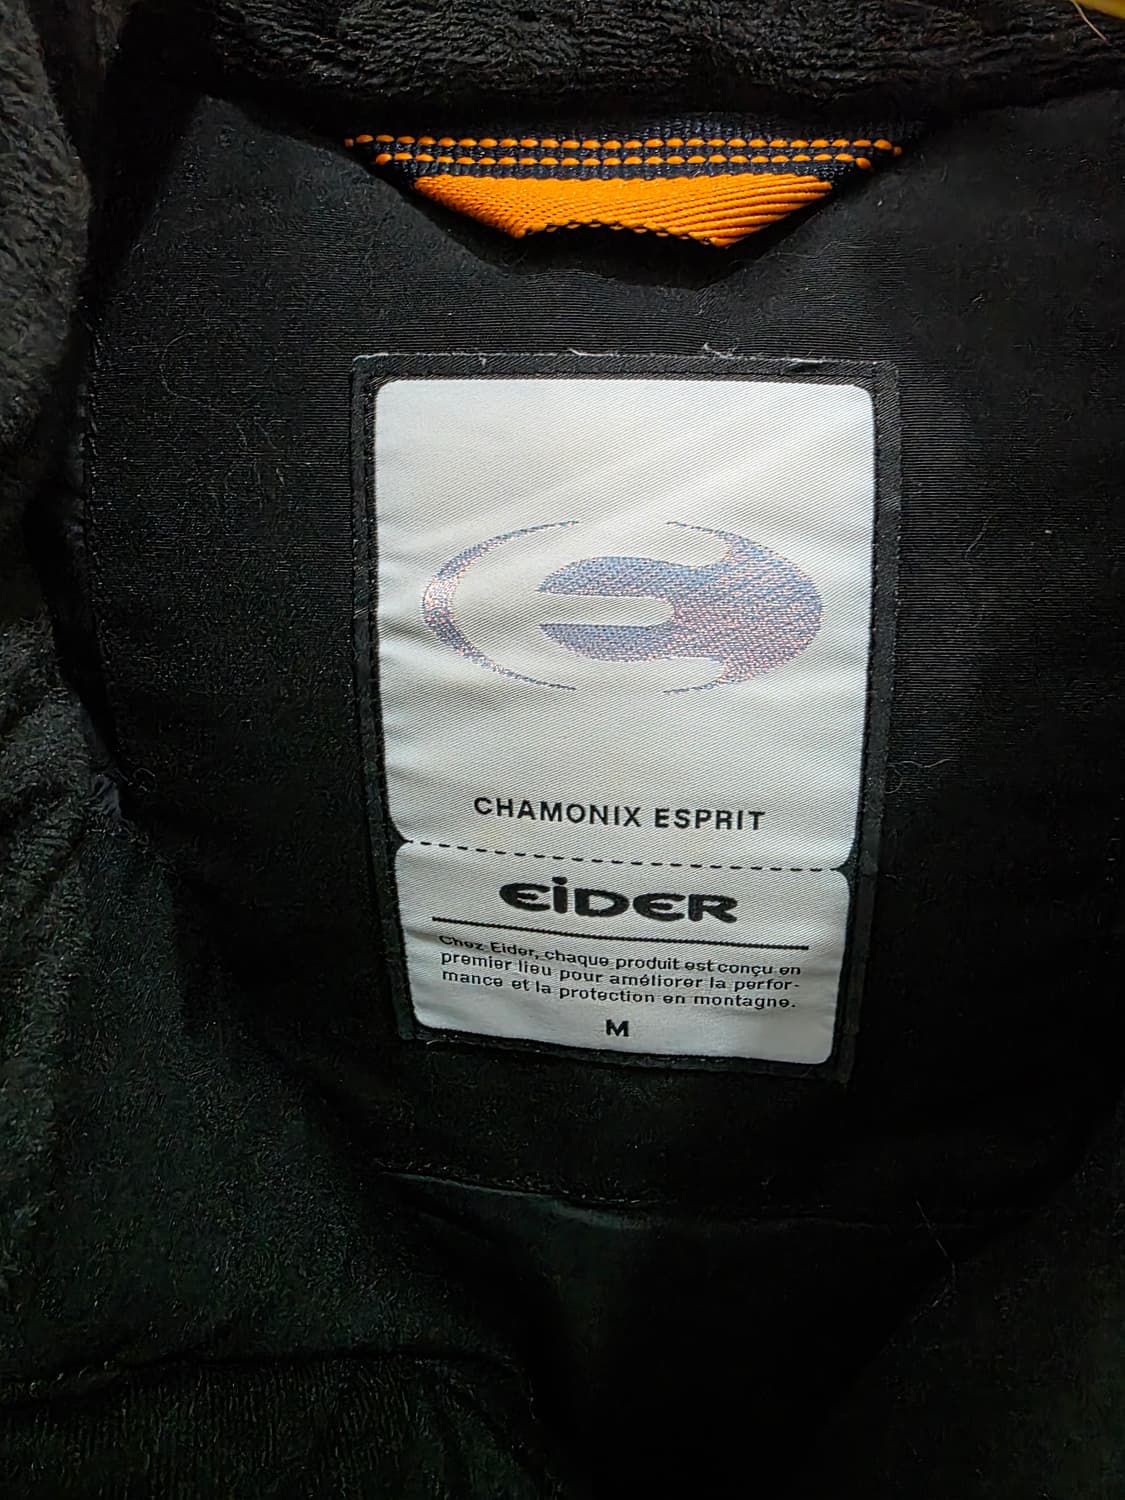 CHAMONIX ESPRIT
EiDER
Chez Eider, chaque produit est conçu en
premier lieu pour améliorer la perfor-
mance et la protection en montagne.
M